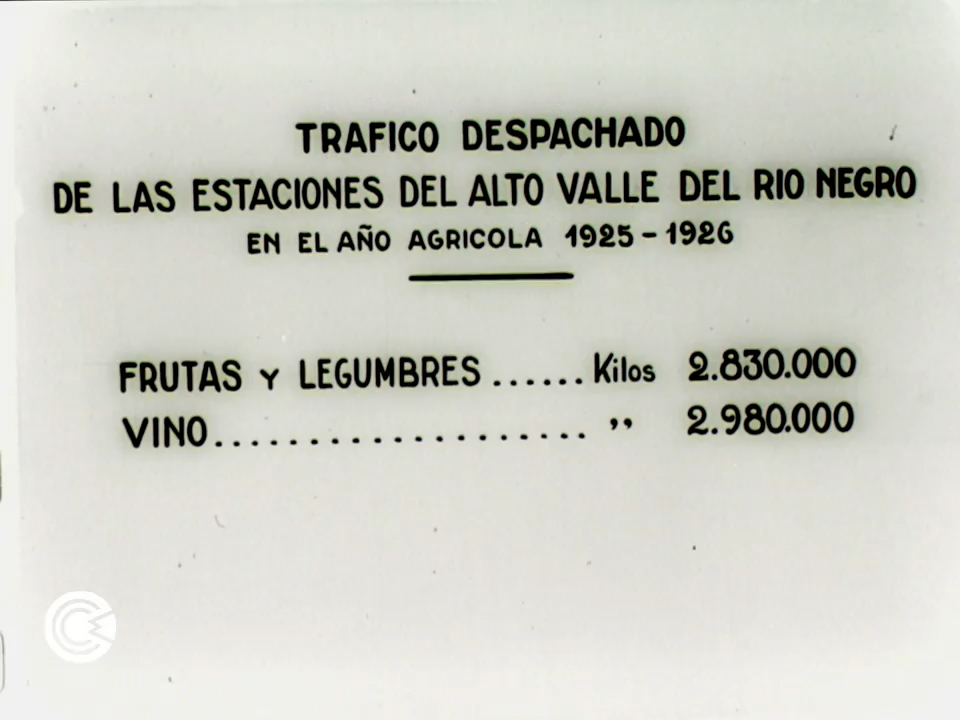 TRAFICO DESPACHADO
DE LAS ESTACIONES DEL ALTO VALLE DEL RIO NEGRO
EN EL AÑO AGRICOLA 1925 - 1926
FRUTAS Y LEGUMBRES ...... Kilos 2.830.000
VINO ................... ,, 2.980.000